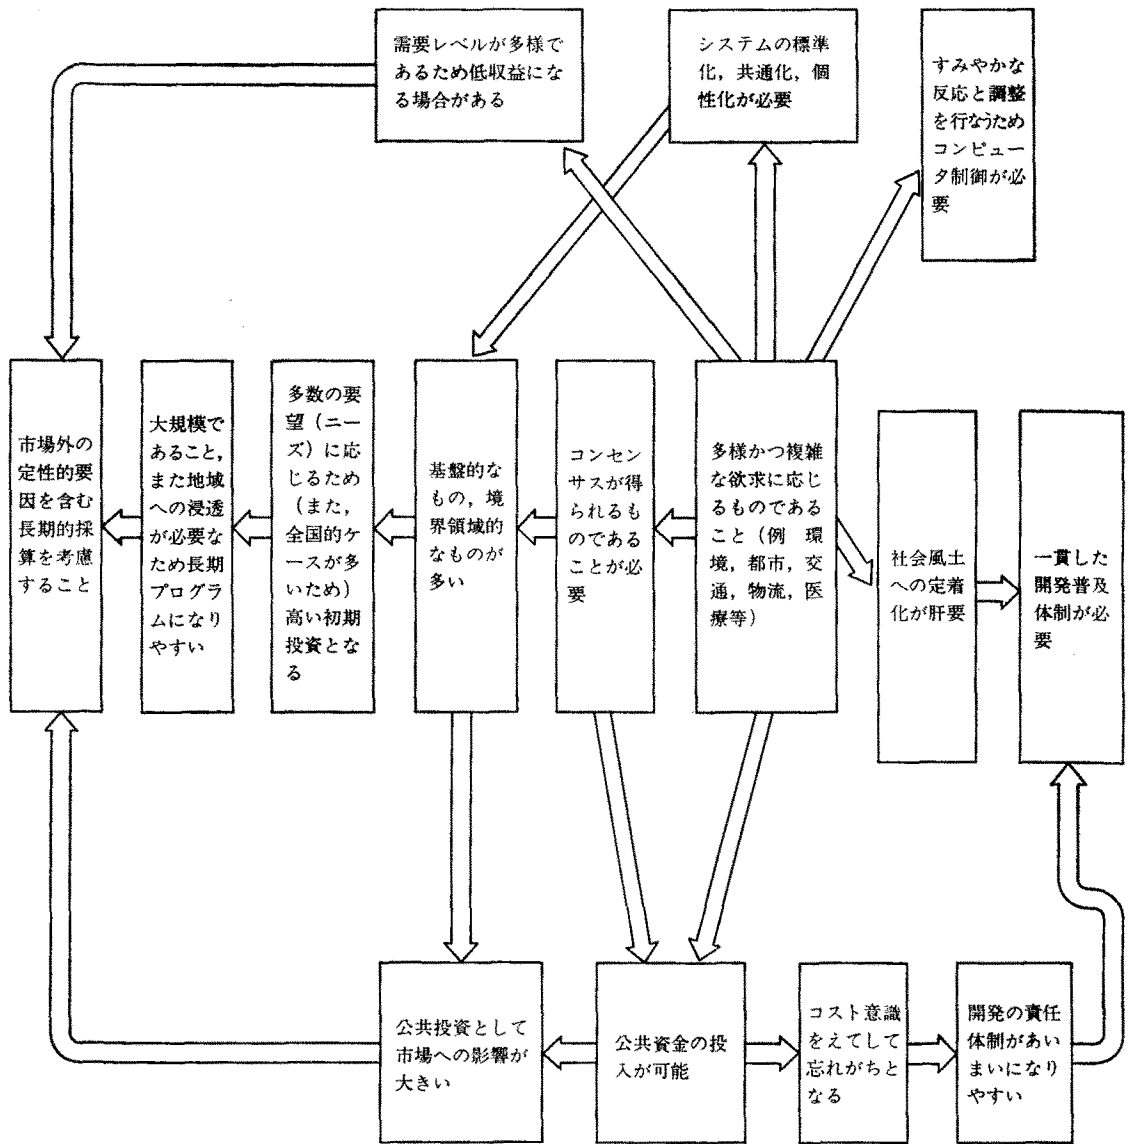 需要レベルが多様で
あるため低収益にな
る場合がある
システムの標準
化，共通化，個
性化が必要
すみやかな
反応と調整
を行なうため
コンピュー
タ制御が必
要
市場外の
定性的要
因を含む
長期的採
算を考慮
すること
大規模で
あること，
また地域
への浸透
が必要な
ため長期
プログラ
ムになり
やすい
多数の要
望（ニー
ズ）に応
じるため
（また，
全国的ケ
ースが多
いため）
高い初期
投資とな
る
基盤的な
もの，境
界領域的
なものが
多い
コンセン
サスが得
られるも
のである
ことが必
要
多様かつ複雑
な欲求に応じ
るものである
こと（例　環
境，都市，交
通，物流，医
療等）
社会風土
への定着
化が肝要
一貫した
開発普及
体制が必
要
公共投資として
市場への影響が
大きい
公共資金の投
入が可能
コスト意識
をえてして
忘れがちと
なる
開発の責任
体制があい
まいになり
やすい